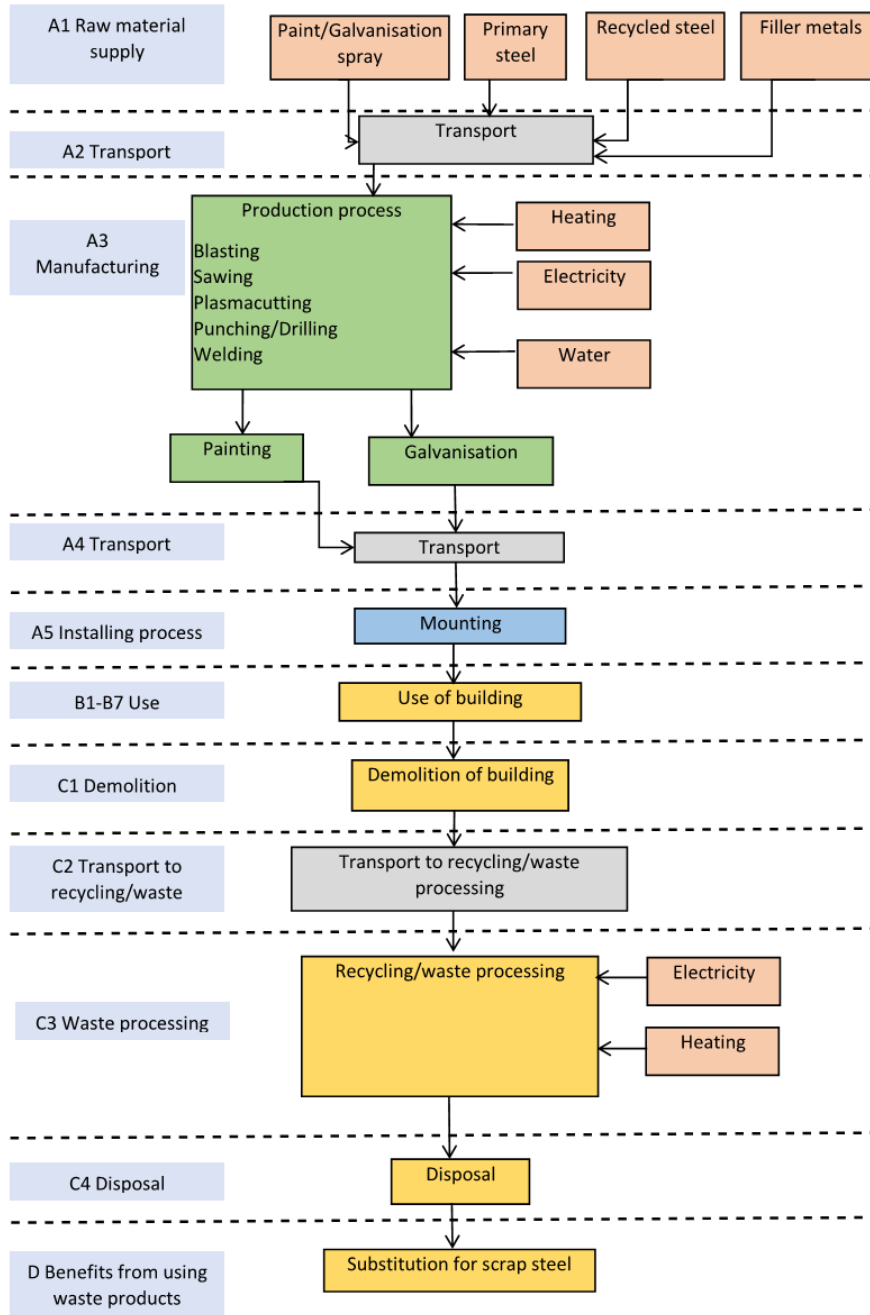 A1 Raw material
supply
Paint/Galvanisation
spray
Primary
steel
Recycled steel
Filler metals
A2 Transport
Transport
A3
Manufacturing
Production process
Blasting
Sawing
Plasmacutting
Punching/Drilling
Welding
Heating
Electricity
Water
Painting
Galvanisation
A4 Transport
Transport
A5 Installing process
Mounting
B1-B7 Use
Use of building
C1 Demolition
Demolition of building
C2 Transport to
recycling/waste
Transport to recycling/waste
processing
C3 Waste processing
Recycling/waste processing
Electricity
Heating
C4 Disposal
Disposal
D Benefits from using
waste products
Substitution for scrap steel